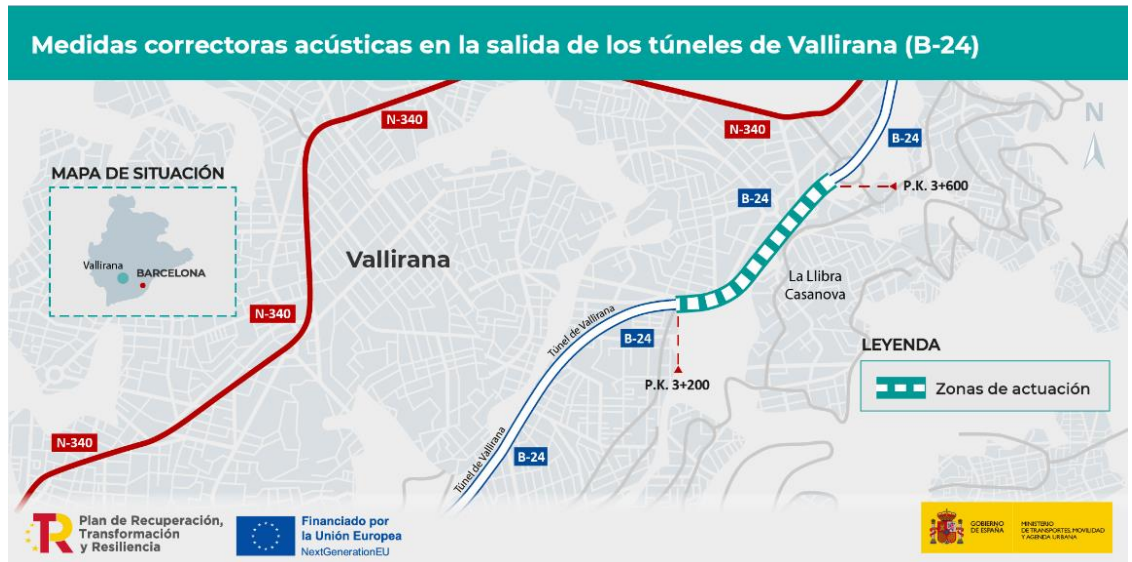 Medidas correctoras acústicas en la salida de los túneles de Vallirana (B-24)
N-340
N-340
B-24
N
MAPA DE SITUACIÓN
P.K. 3+600
B-24
Vallirana
Vallirana
BARCELONA
La Llibra
Casanova
N-340
Túnel de Vallirana
B-24
LEYENDA
P.K. 3+200
Zonas de actuación
N-340
Túnel de Vallirana
B-24
Plan de Recuperación,
Transformación
y Resiliencia
Financiado por
la Unión Europea
NextGenerationEU
GOBIERNO
DE ESPAÑA
MINISTERIO
DE TRANSPORTES, MOVILIDAD
Y AGENDA URBANA